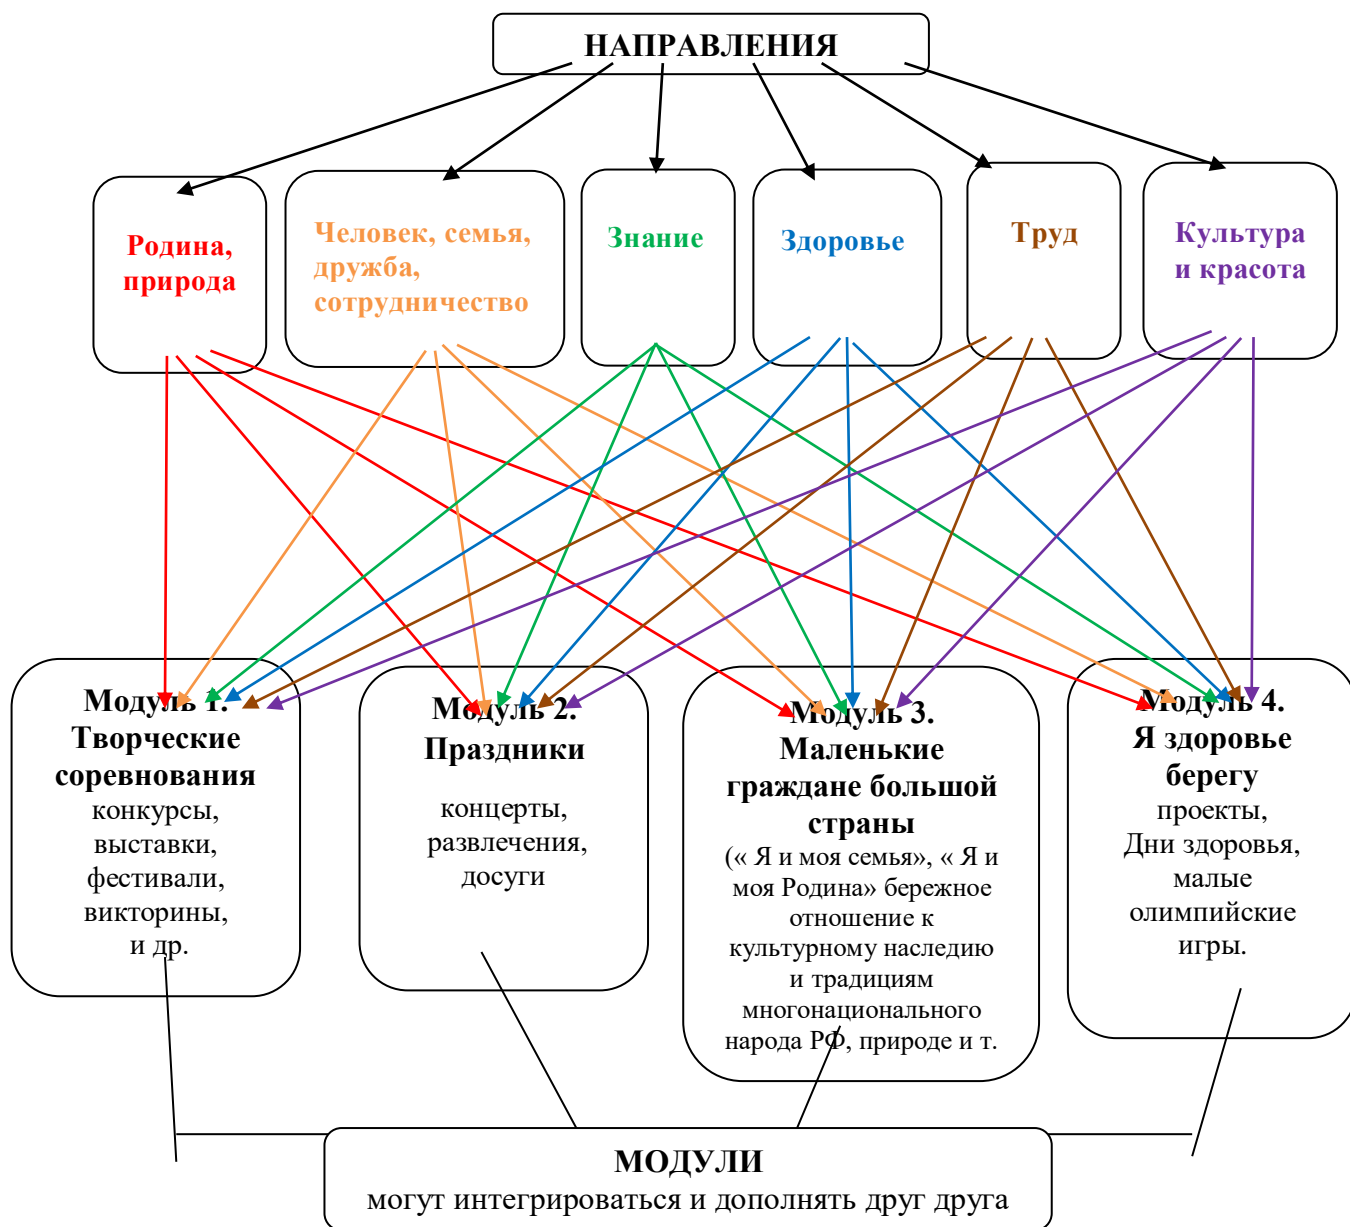 НАПРАВЛЕНИЯ
Родина,
природа
Человек, семья,
дружба,
сотрудничество
Знание
Здоровье
Труд
Культура
и красота
Модуль 1.
Творческие
соревнования
конкурсы,
выставки,
фестивали,
викторины,
и др.
Модуль 2.
Праздники
концерты,
развлечения,
досуги
Модуль 3.
Маленькие
граждане большой
страны
(« Я и моя семья», « Я и
моя Родина» бережное
отношение к
культурному наследию
и традициям
многонационального
народа РФ, природе и т.
Модуль 4.
Я здоровье
берегу
проекты,
Дни здоровья,
малые
олимпийские
игры.
МОДУЛИ
могут интегрироваться и дополнять друг друга